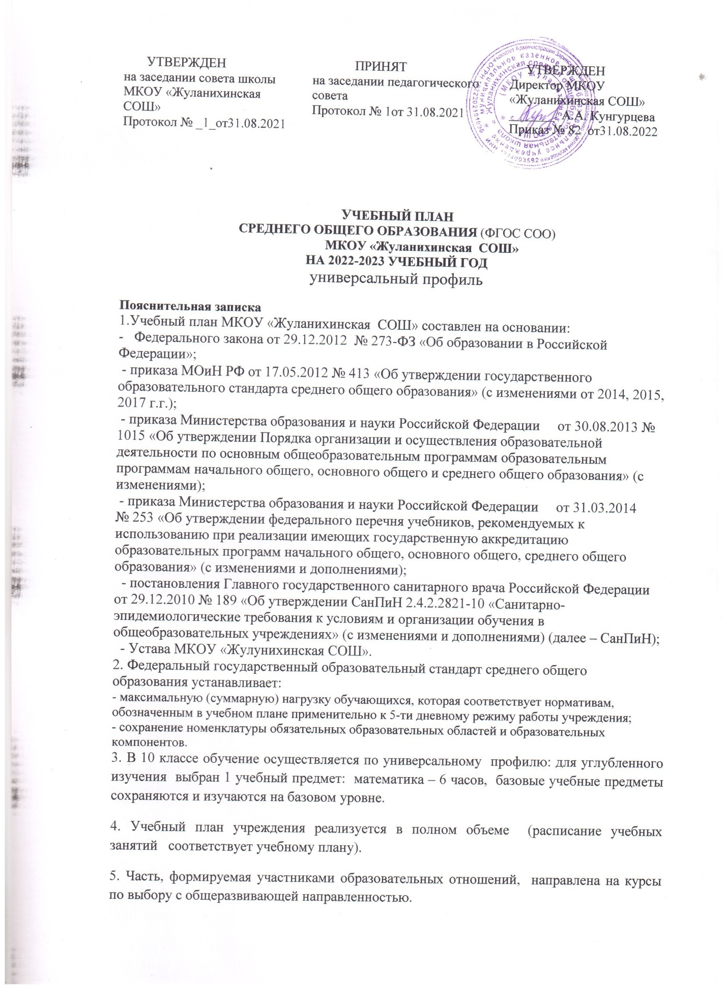 УТВЕРЖДЕН
на заседании совета школы
МКОУ «Жуланихинская
СОШ»
Протокол № _1_от31.08.2021
ПРИНЯТ
на заседании педагогического
совета
Протокол № 1от 31.08.2021
УТВЕРЖДЕН
Директор МКОУ
«Жуланихинская СОШ»
А.А. Кунгурцева
Приказ № 82 от31.08.2022
УЧЕБНЫЙ ПЛАН
СРЕДНЕГО ОБЩЕГО ОБРАЗОВАНИЯ (ФГОС СОО)
МКОУ «Жуланихинская СОШ»
НА 2022-2023 УЧЕБНЫЙ ГОД
универсальный профиль
Пояснительная записка
1.Учебный план МКОУ «Жуланихинская СОШ» составлен на основании:
- Федерального закона от 29.12.2012 № 273-ФЗ «Об образовании в Российской
Федерации»;
- приказа МОиН РФ от 17.05.2012 № 413 «Об утверждении государственного
образовательного стандарта среднего общего образования» (с изменениями от 2014, 2015,
2017 г.г.);
- приказа Министерства образования и науки Российской Федерации от 30.08.2013 №
1015 «Об утверждении Порядка организации и осуществления образовательной
деятельности по основным общеобразовательным программам образовательным
программам начального общего, основного общего и среднего общего образования» (с
изменениями);
- приказа Министерства образования и науки Российской Федерации от 31.03.2014
№ 253 «Об утверждении федерального перечня учебников, рекомендуемых к
использованию при реализации имеющих государственную аккредитацию
образовательных программ начального общего, основного общего, среднего общего
образования» (с изменениями и дополнениями);
- постановления Главного государственного санитарного врача Российской Федерации
от 29.12.2010 № 189 «Об утверждении СанПиН 2.4.2.2821-10 «Санитарно-
эпидемиологические требования к условиям и организации обучения в
общеобразовательных учреждениях» (с изменениями и дополнениями) (далее – СанПиН);
- Устава МКОУ «Жулунихинская СОШ».
2. Федеральный государственный образовательный стандарт среднего общего
образования устанавливает:
- максимальную (суммарную) нагрузку обучающихся, которая соответствует нормативам,
обозначенным в учебном плане применительно к 5-ти дневному режиму работы учреждения;
- сохранение номенклатуры обязательных образовательных областей и образовательных
компонентов.
3. В 10 классе обучение осуществляется по универсальному профилю: для углубленного
изучения выбран 1 учебный предмет: математика – 6 часов, базовые учебные предметы
сохраняются и изучаются на базовом уровне.
4. Учебный план учреждения реализуется в полном объеме (расписание учебных
занятий соответствует учебному плану).
5. Часть, формируемая участниками образовательных отношений, направлена на курсы
по выбору с общеразвивающей направленностью.